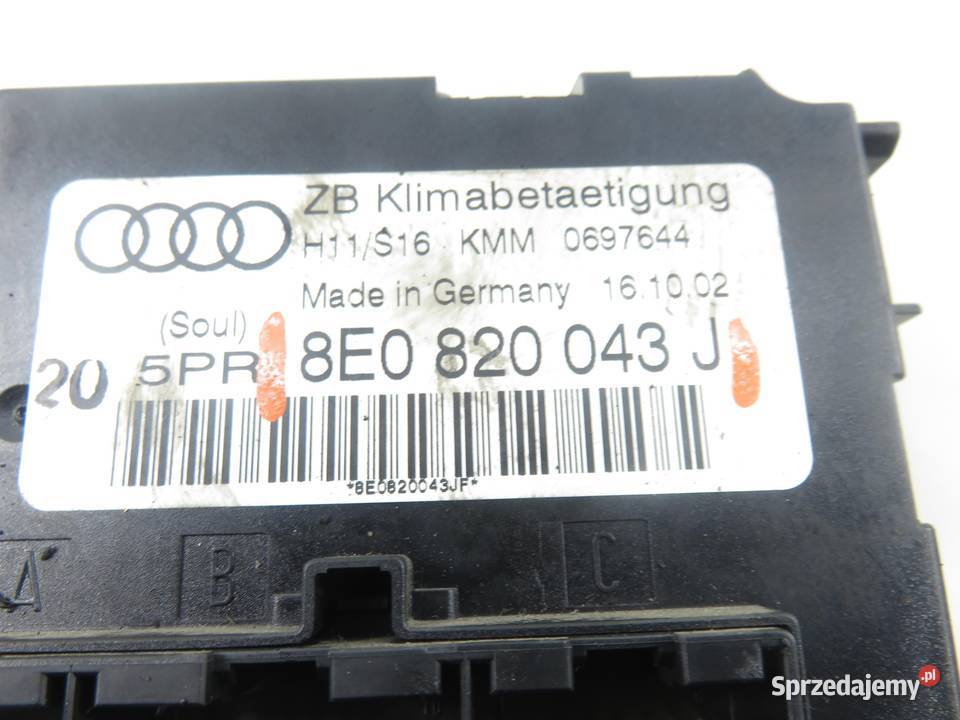 ZB Klimabetaetigung
H11/S16 KMM 0697644
Made in Germany 16.10.02
(Soul)
20 5PR 8E0 820 043 J
*8E0820043JF*
A B C
Sprzedajemy.pl